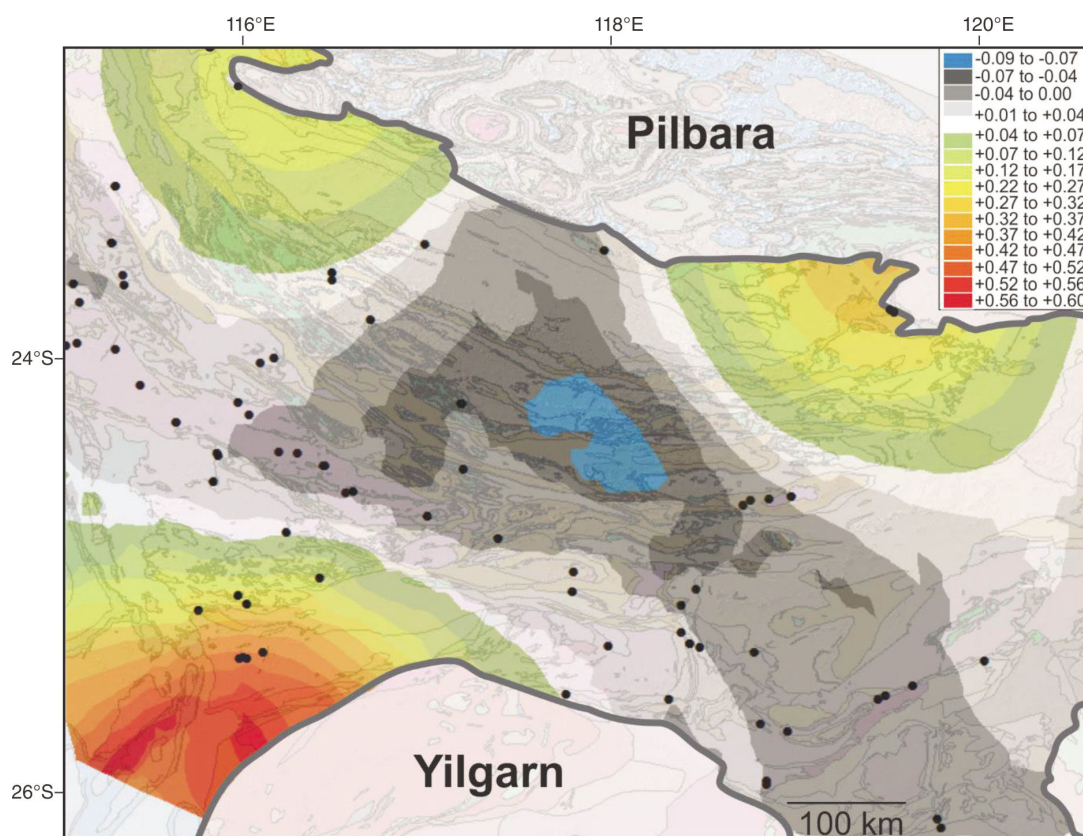 116°E 118°E 120°E
-0.09 to -0.07
-0.07 to -0.04
-0.04 to 0.00
+0.01 to +0.04
+0.04 to +0.07
+0.07 to +0.12
+0.12 to +0.17
+0.22 to +0.27
+0.27 to +0.32
+0.32 to +0.37
+0.37 to +0.42
+0.42 to +0.47
+0.47 to +0.52
+0.52 to +0.56
+0.56 to +0.60
Pilbara
24°S
Yilgarn
26°S
100 km